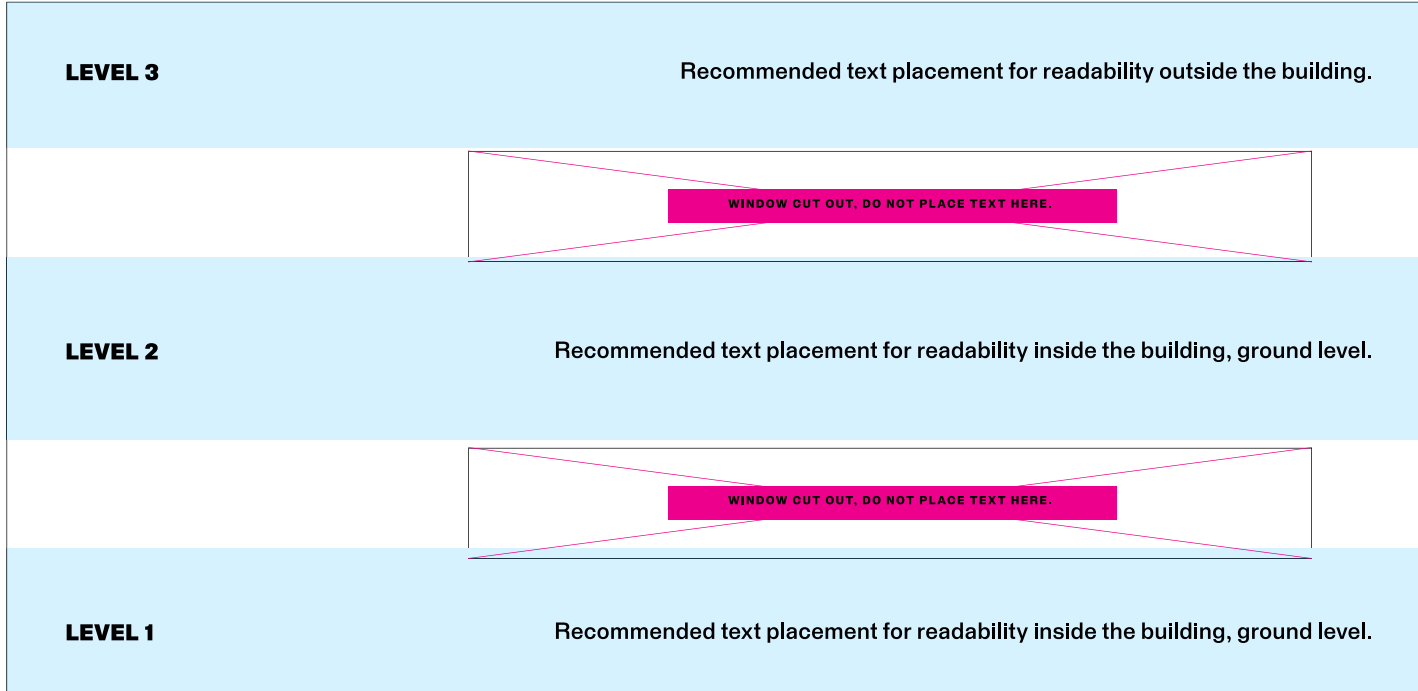 LEVEL 3
Recommended text placement for readability outside the building.
WINDOW CUT OUT, DO NOT PLACE TEXT HERE.
LEVEL 2
Recommended text placement for readability inside the building, ground level.
WINDOW CUT OUT, DO NOT PLACE TEXT HERE.
LEVEL 1
Recommended text placement for readability inside the building, ground level.